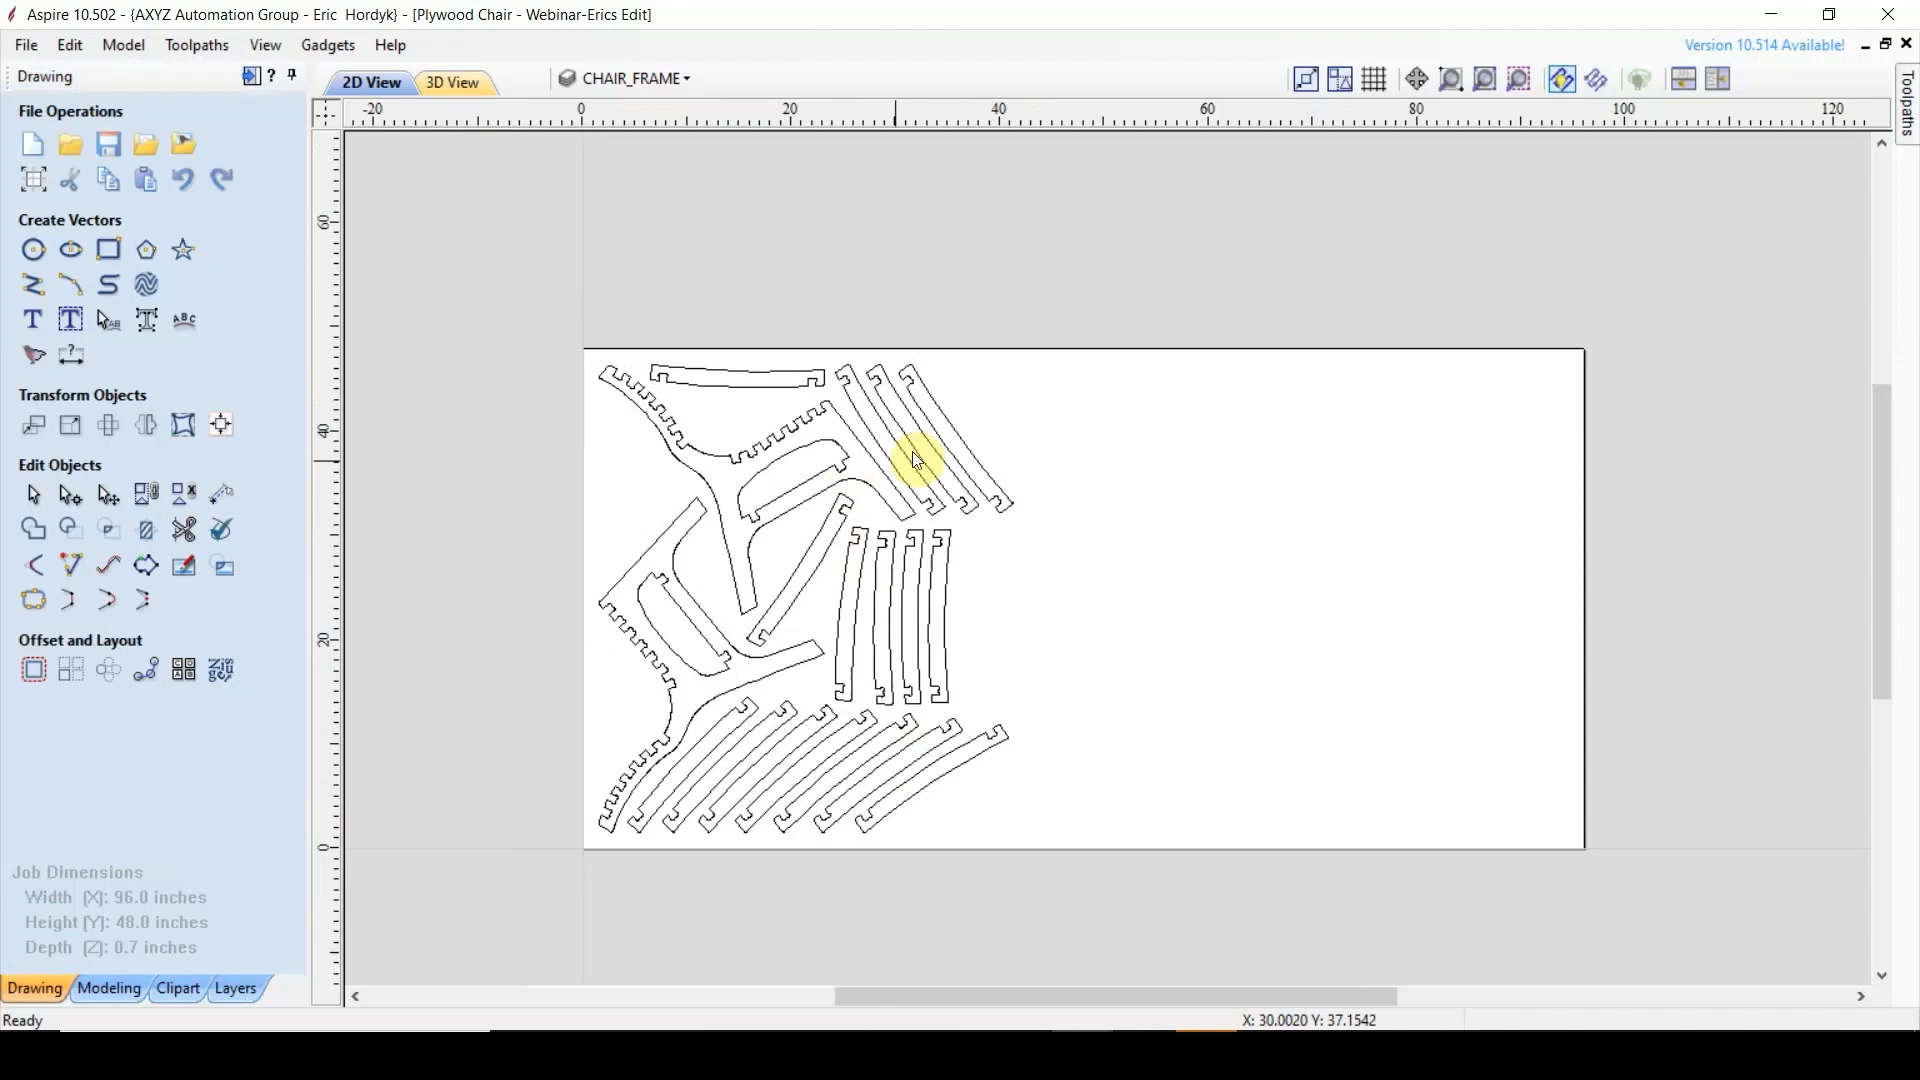 Aspire 10.502 - {AXYZ Automation Group - Eric Hordyk} - [Plywood Chair - Webinar-Erics Edit]
File Edit Model Toolpaths View Gadgets Help
Version 10.514 Available!
Drawing
2D View 3D View CHAIR_FRAME
Toolpaths
-20 0 20 40 60 80 100 120
60
40
20
0
File Operations
Create Vectors
Transform Objects
Edit Objects
Offset and Layout
Job Dimensions
Width (X): 96.0 inches
Height (Y): 48.0 inches
Depth (Z): 0.7 inches
Drawing Modeling Clipart Layers
Ready
X: 30.0020 Y: 37.1542